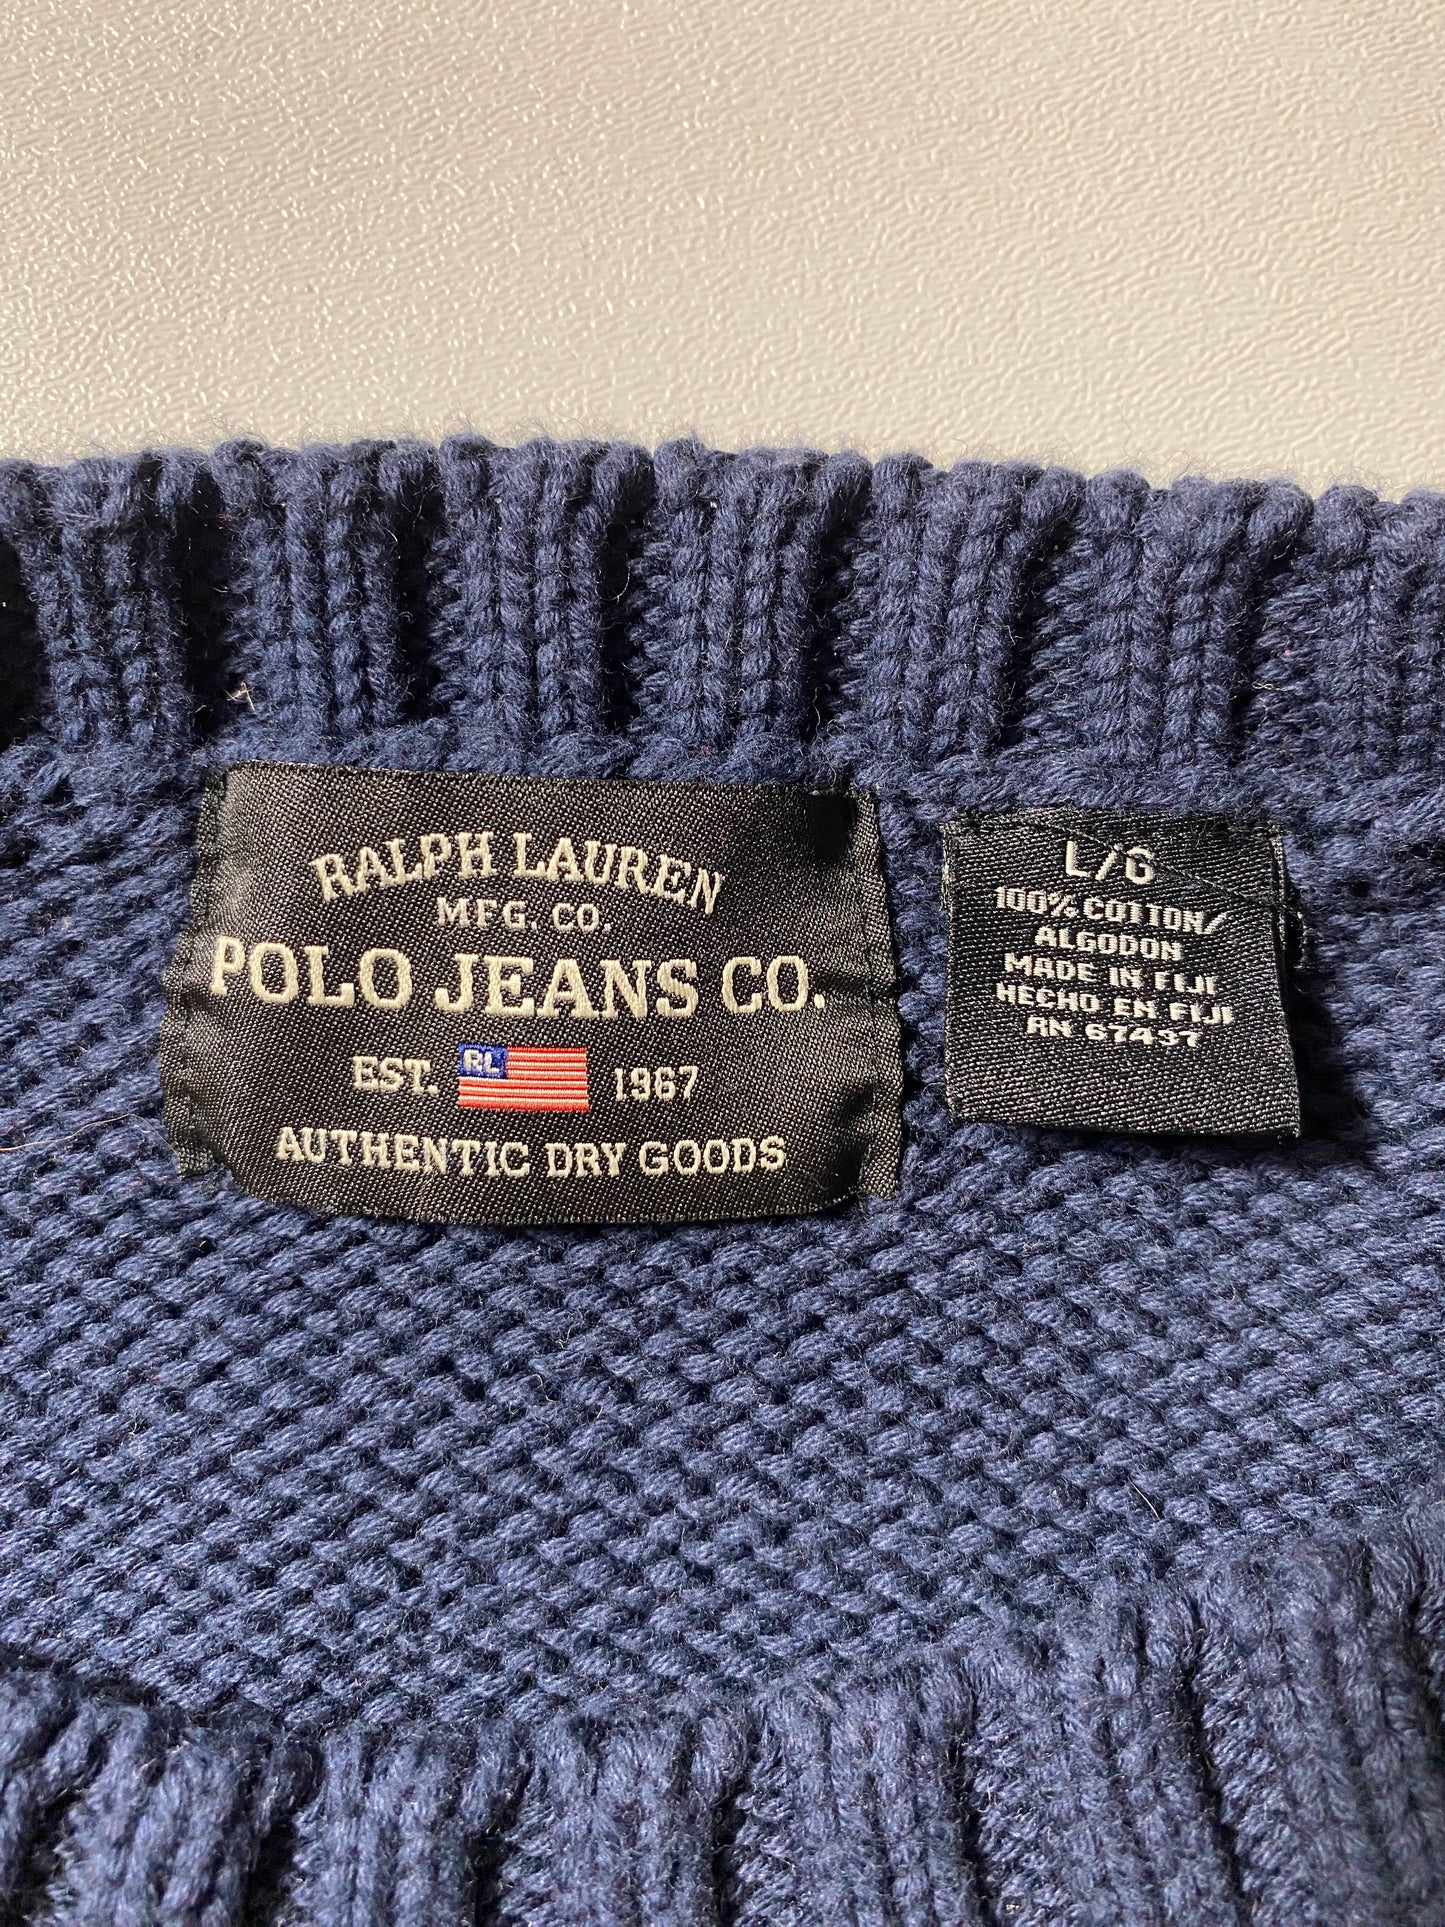 RALPH LAUREN
MFG. CO.
POLO JEANS CO.
EST. RL 1967
AUTHENTIC DRY GOODS
L/G
100% COTTON/
ALGODON
MADE IN FIJI
HECHO EN FIJI
RN 67437